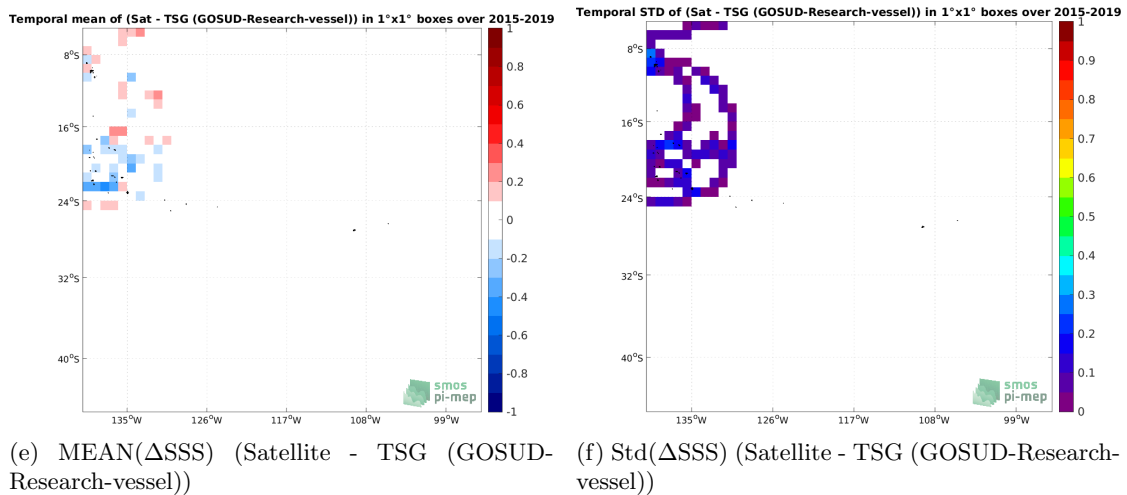 Temporal mean of (Sat - TSG (GOSUD-Research-vessel)) in 1°x1° boxes over 2015-2019
8°S
16°S
24°S
32°S
40°S
135°W 126°W 117°W 108°W 99°W
1
0.8
0.6
0.4
0.2
0
-0.2
-0.4
-0.6
-0.8
-1
smos
pi-mep
(e) MEAN(ΔSSS) (Satellite - TSG (GOSUD-
Research-vessel))
Temporal STD of (Sat - TSG (GOSUD-Research-vessel)) in 1°x1° boxes over 2015-2019
8°S
16°S
24°S
32°S
40°S
135°W 126°W 117°W 108°W 99°W
1
0.9
0.8
0.7
0.6
0.5
0.4
0.3
0.2
0.1
0
smos
pi-mep
(f) Std(ΔSSS) (Satellite - TSG (GOSUD-Research-
vessel))